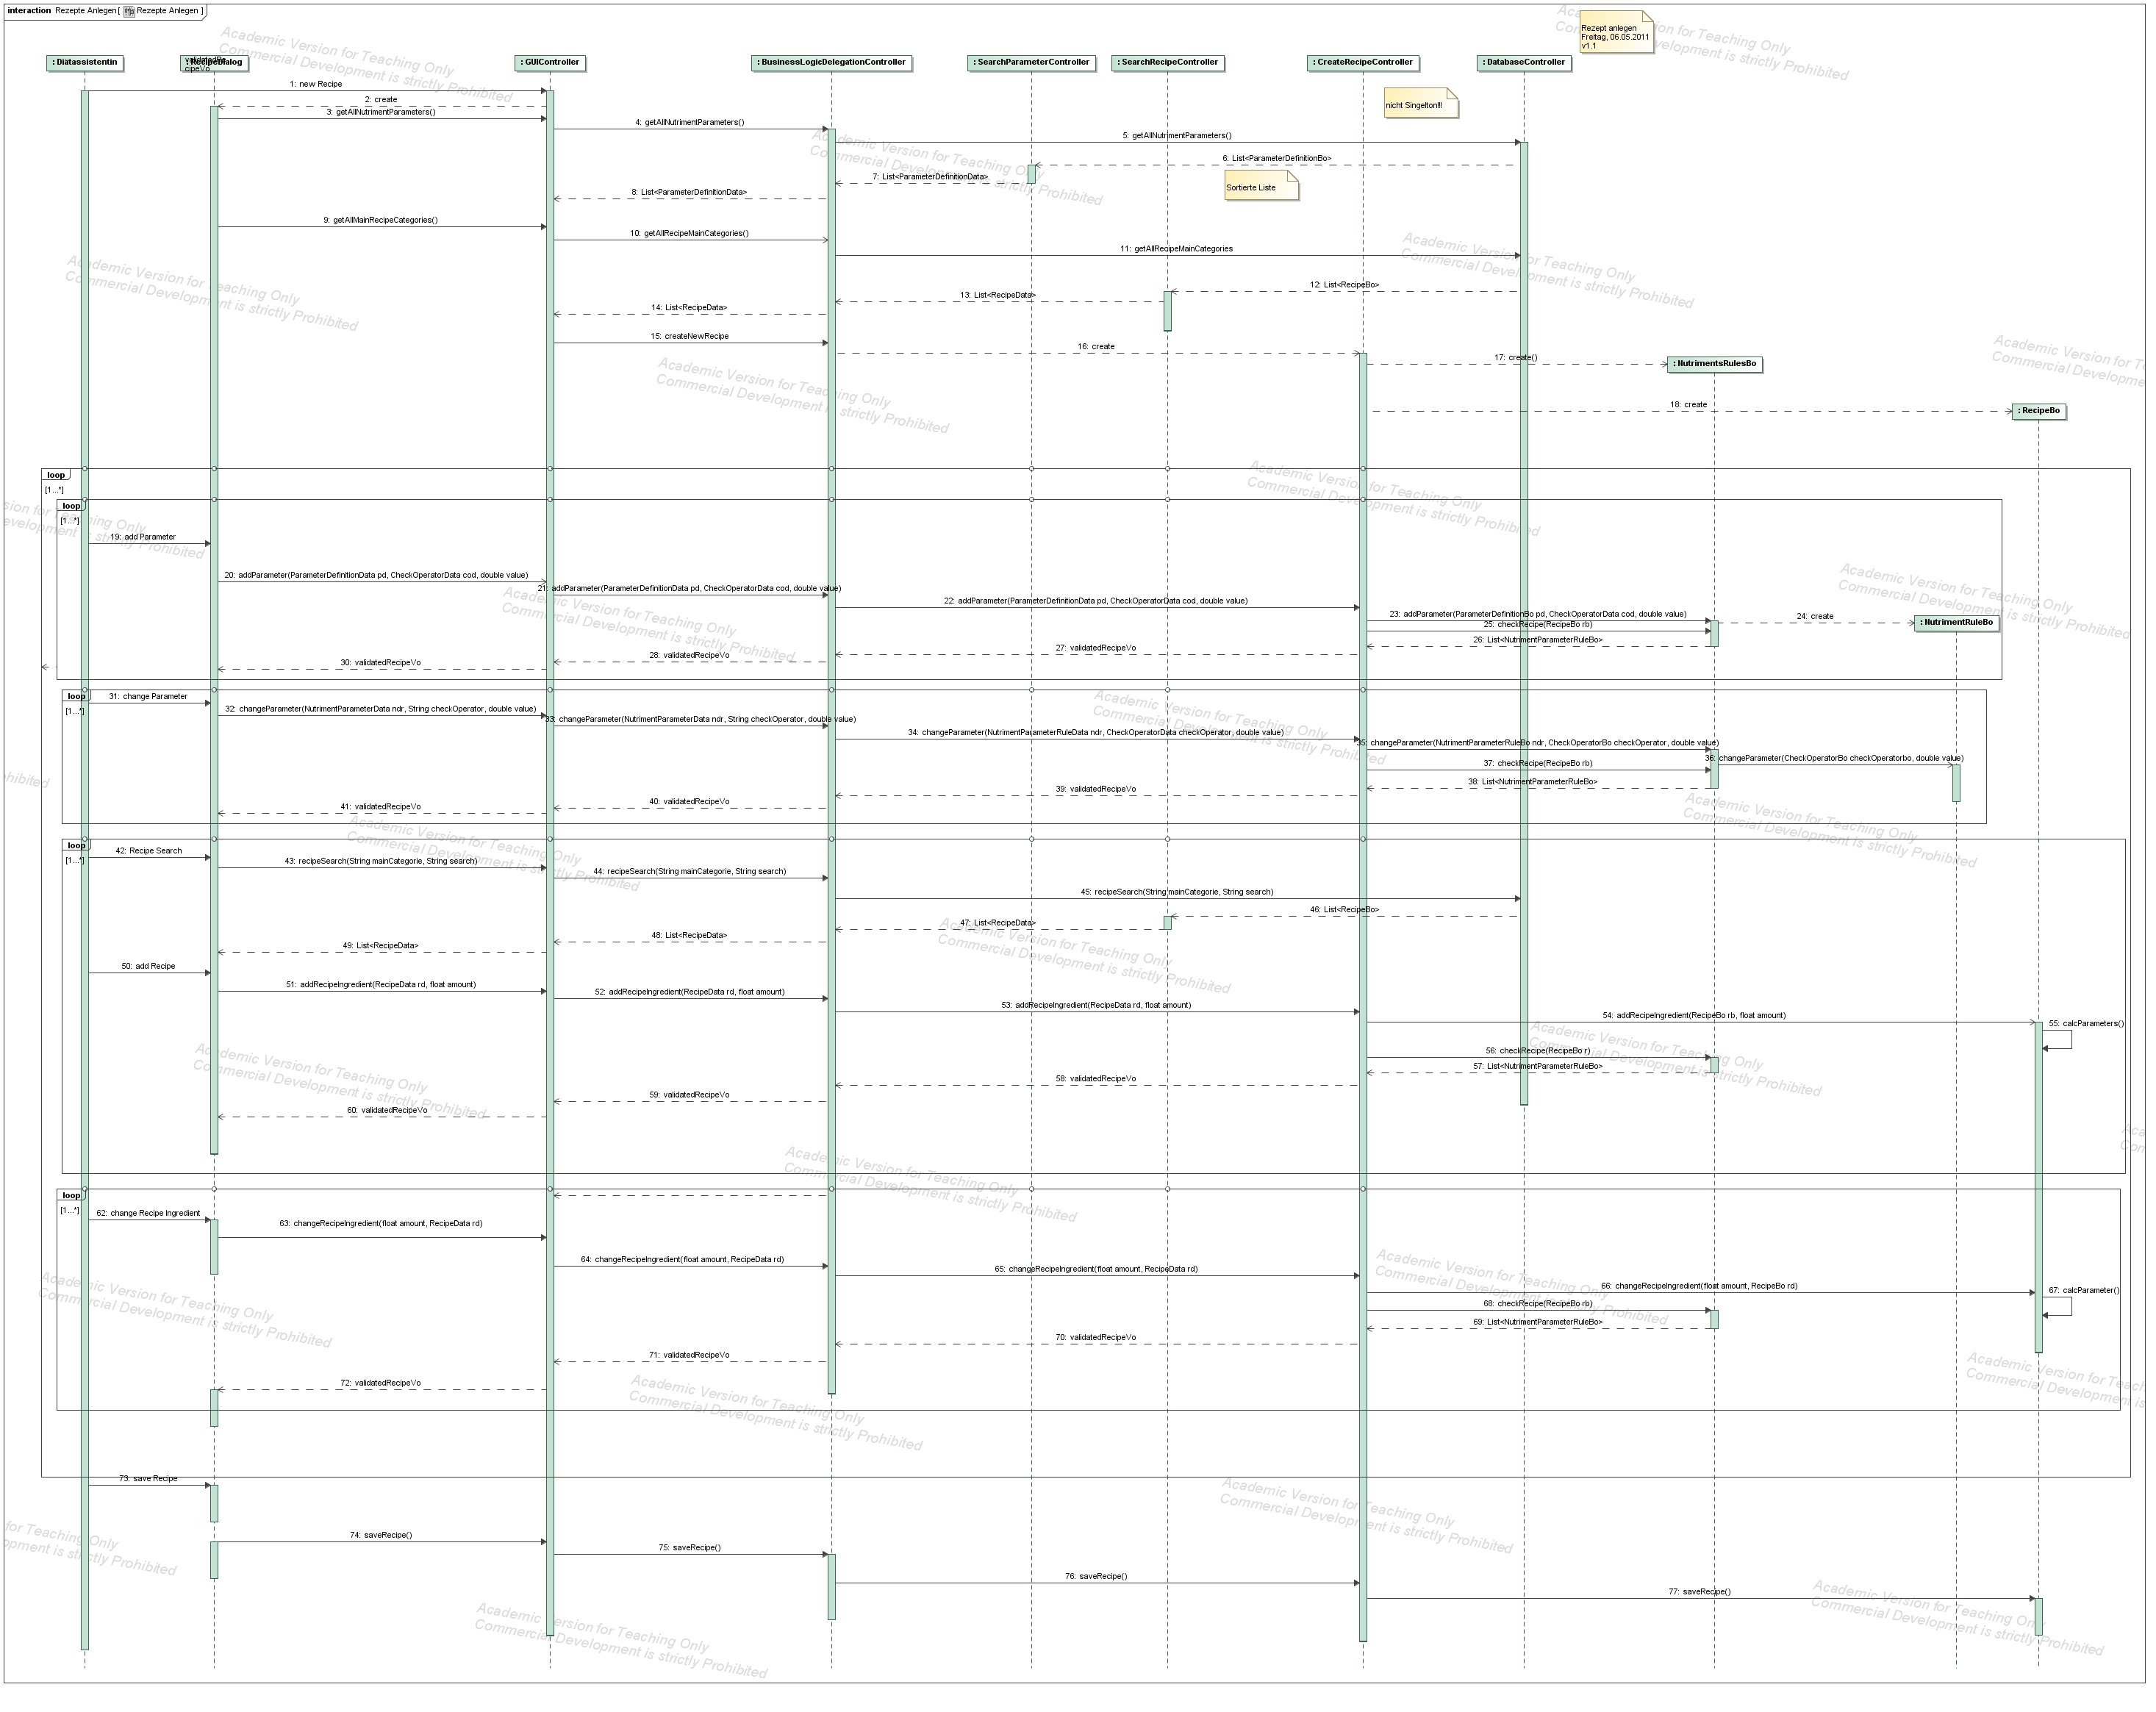 interaction Rezepte Anlegen [ Rezepte Anlegen ]
Rezept anlegen
Freitag, 06.05.2011
v1.1
: Diätassistentin
: RecipeDialog
validatedRe
cipeVo
: GUIController
: BusinessLogicDelegationController
: SearchParameterController
: SearchRecipeController
: CreateRecipeController
: DatabaseController
nicht Singelton!!!
1: new Recipe
2: create
3: getAllNutrimentParameters()
4: getAllNutrimentParameters()
5: getAllNutrimentParameters()
6: List<ParameterDefinitionBo>
7: List<ParameterDefinitionData>
Sortierte Liste
8: List<ParameterDefinitionData>
9: getAllMainRecipeCategories()
10: getAllRecipeMainCategories()
11: getAllRecipeMainCategories
12: List<RecipeBo>
13: List<RecipeData>
14: List<RecipeData>
15: createNewRecipe
16: create
17: create()
: NutrimentsRulesBo
18: create
: RecipeBo
loop
[1...*]
loop
[1...*]
19: add Parameter
20: addParameter(ParameterDefinitionData pd, CheckOperatorData cod, double value)
21: addParameter(ParameterDefinitionData pd, CheckOperatorData cod, double value)
22: addParameter(ParameterDefinitionData pd, CheckOperatorData cod, double value)
23: addParameter(ParameterDefinitionBo pd, CheckOperatorData cod, double value)
24: create
: NutrimentRuleBo
25: checkRecipe(RecipeBo rb)
26: List<NutrimentParameterRuleBo>
27: validatedRecipeVo
28: validatedRecipeVo
30: validatedRecipeVo
loop
[1...*]
31: change Parameter
32: changeParameter(NutrimentParameterData ndr, String checkOperator, double value)
33: changeParameter(NutrimentParameterData ndr, String checkOperator, double value)
34: changeParameter(NutrimentParameterRuleData ndr, CheckOperatorData checkOperator, double value)
35: changeParameter(NutrimentParameterRuleBo ndr, CheckOperatorBo checkOperator, double value)
36: changeParameter(CheckOperatorBo checkOperatorbo, double value)
37: checkRecipe(RecipeBo rb)
38: List<NutrimentParameterRuleBo>
39: validatedRecipeVo
40: validatedRecipeVo
41: validatedRecipeVo
loop
[1...*]
42: Recipe Search
43: recipeSearch(String mainCategorie, String search)
44: recipeSearch(String mainCategorie, String search)
45: recipeSearch(String mainCategorie, String search)
46: List<RecipeBo>
47: List<RecipeData>
48: List<RecipeData>
49: List<RecipeData>
50: add Recipe
51: addRecipeIngredient(RecipeData rd, float amount)
52: addRecipeIngredient(RecipeData rd, float amount)
53: addRecipeIngredient(RecipeData rd, float amount)
54: addRecipeIngredient(RecipeBo rb, float amount)
55: calcParameters()
56: checkRecipe(RecipeBo r)
57: List<NutrimentParameterRuleBo>
58: validatedRecipeVo
59: validatedRecipeVo
60: validatedRecipeVo
loop
[1...*]
62: change Recipe Ingredient
63: changeRecipeIngredient(float amount, RecipeData rd)
64: changeRecipeIngredient(float amount, RecipeData rd)
65: changeRecipeIngredient(float amount, RecipeData rd)
66: changeRecipeIngredient(float amount, RecipeBo rd)
67: calcParameter()
68: checkRecipe(RecipeBo rb)
69: List<NutrimentParameterRuleBo>
70: validatedRecipeVo
71: validatedRecipeVo
72: validatedRecipeVo
73: save Recipe
74: saveRecipe()
75: saveRecipe()
76: saveRecipe()
77: saveRecipe()
Academic Version for Teaching Only
Commercial Development is strictly Prohibited